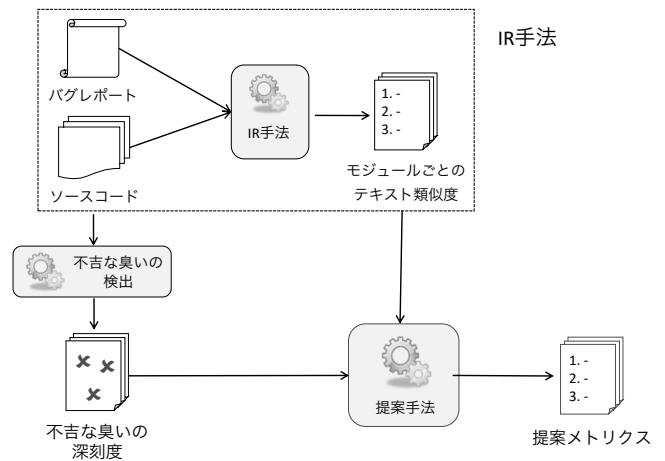 IR手法
バグレポート
IR手法
1. -
2. -
3. -
ソースコード
モジュールごとの
テキスト類似度
不吉な臭いの
検出
提案手法
1. -
2. -
3. -
不吉な臭いの
深刻度
提案メトリクス